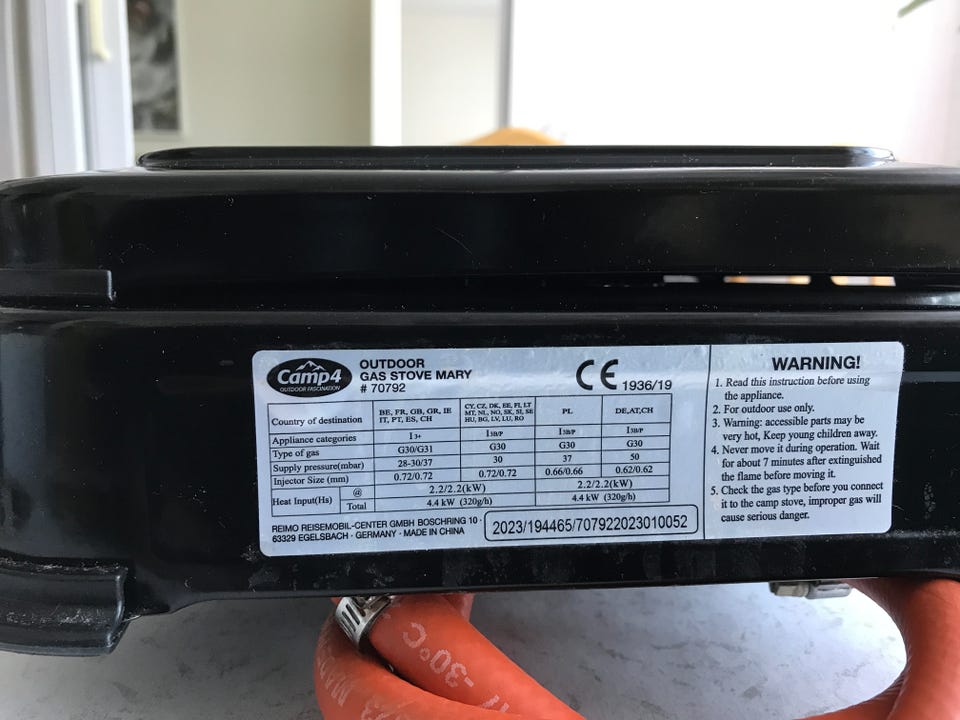 Camp4
OUTDOOR FASCINATION
OUTDOOR
GAS STOVE MARY
# 70792
CE 1936/19
Country of destination BE, FR, GB, GR, IE IT, PT, ES, CH CY, CZ, DK, EE, FI, LT MT, NL, NO, SK, SI, SE HU, BG, LV, LU, RO PL DE,AT,CH
Appliance categories I3+ I3B/P I3B/P I3B/P
Type of gas G30/G31 G30 G30 G30
Supply pressure(mbar) 28-30/37 30 37 50
Injector Size (mm) 0.72/0.72 0.72/0.72 0.66/0.66 0.62/0.62
Heat Input(Hs) @ 2.2/2.2(kW) 2.2/2.2(kW)
Total 4.4 kW (320g/h) 4.4 kW (320g/h)
REIMO REISEMOBIL-CENTER GMBH BOSCHRING 10 ·
63329 EGELSBACH · GERMANY · MADE IN CHINA
2023/194465/707922023010052
WARNING!
1. Read this instruction before using
the appliance.
2. For outdoor use only.
3. Warning: accessible parts may be
very hot, Keep young children away.
4. Never move it during operation. Wait
for about 7 minutes after extinguished
the flame before moving it.
5. Check the gas type before you connect
it to the camp stove, improper gas will
cause serious danger.
-30°C